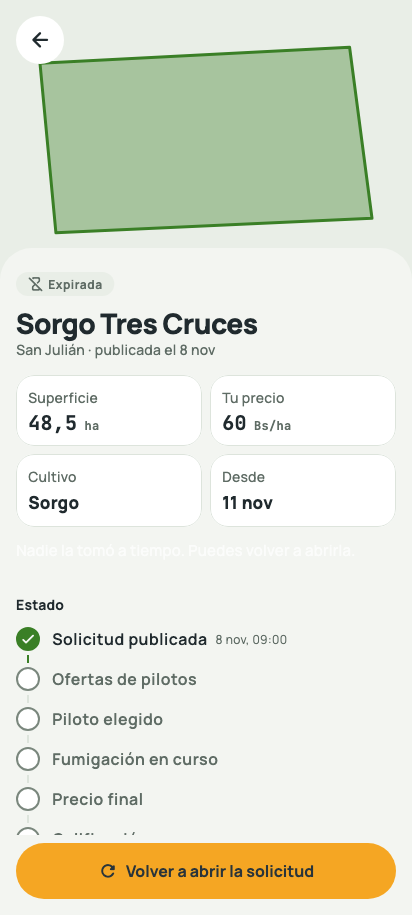 Expirada
Sorgo Tres Cruces
San Julián · publicada el 8 nov
Superficie
48,5 ha
Tu precio
60 Bs/ha
Cultivo
Sorgo
Desde
11 nov
Nadie la tomó a tiempo. Puedes volver a abrirla.
Estado
Solicitud publicada 8 nov, 09:00
Ofertas de pilotos
Piloto elegido
Fumigación en curso
Precio final
Volver a abrir la solicitud